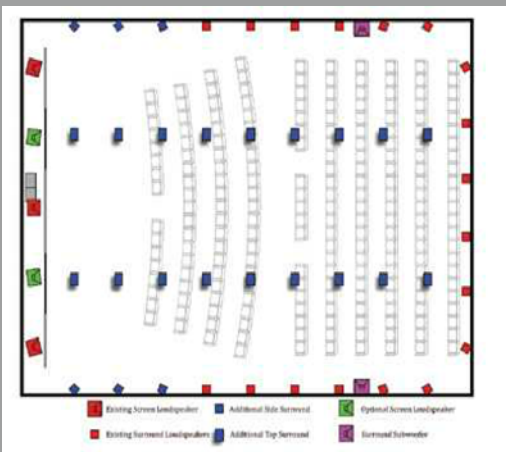 Existing Screen Loudspeaker
Additional Side Surround
Optional Screen Loudspeaker
Existing Surround Loudspeakers
Additional Top Surround
Surround Subwoofer